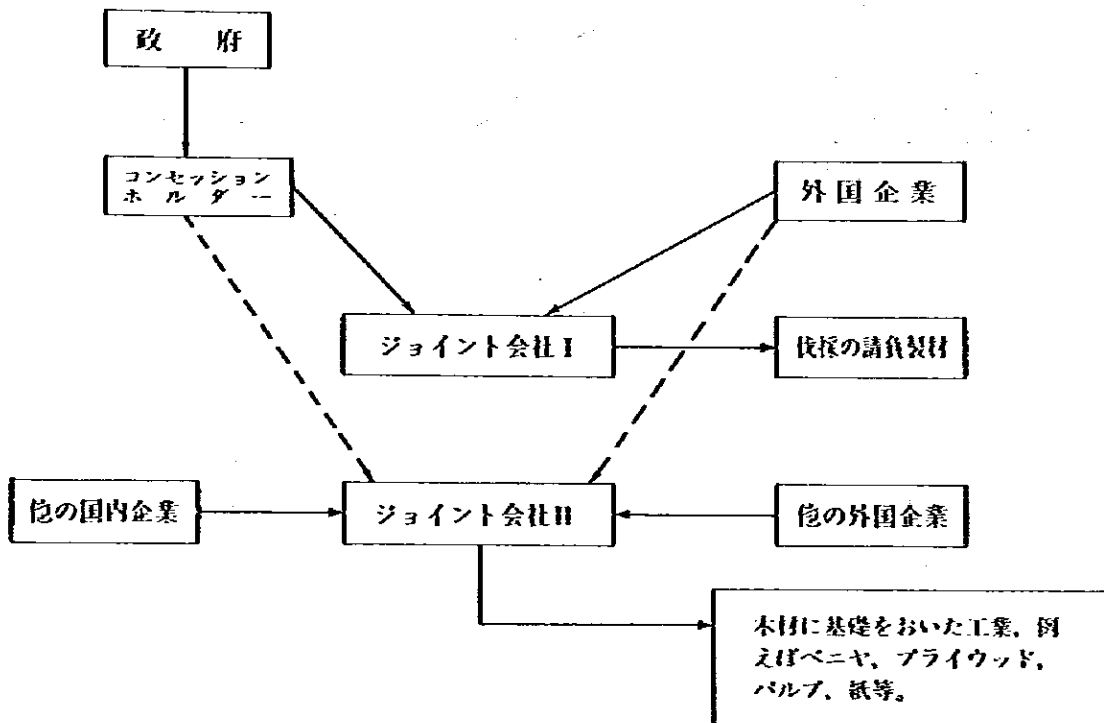 政 府
コンセッション
ホルダー
外国企業
ジョイント会社I
伐採の請負製材
他の国内企業
ジョイント会社II
他の外国企業
木材に基礎をおいた工業,例
えばベニヤ,プライウッド,
パルプ、紙等。